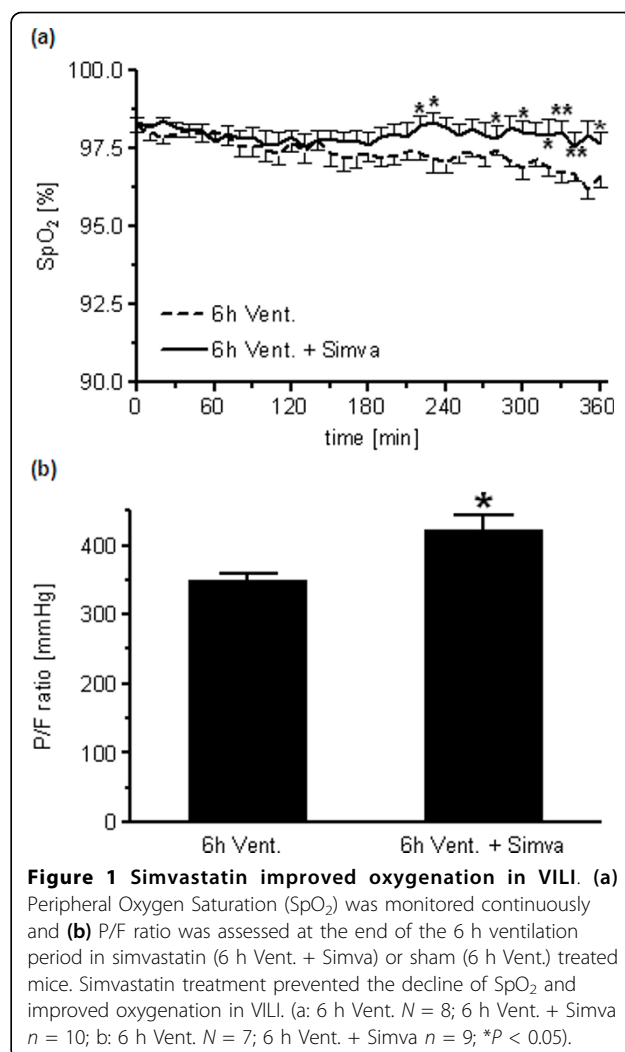 (a)
100.0
97.5
95.0
92.5
90.0
SpO₂ [%]
* * * * ** * * **
6h Vent.
6h Vent. + Simva
0 60 120 180 240 300 360
time [min]
(b)
400
300
200
100
0
P/F ratio [mmHg]
*
6h Vent. 6h Vent. + Simva
Figure 1 Simvastatin improved oxygenation in VILI. (a)
Peripheral Oxygen Saturation (SpO₂) was monitored continuously
and (b) P/F ratio was assessed at the end of the 6 h ventilation
period in simvastatin (6 h Vent. + Simva) or sham (6 h Vent.) treated
mice. Simvastatin treatment prevented the decline of SpO₂ and
improved oxygenation in VILI. (a: 6 h Vent. N = 8; 6 h Vent. + Simva
n = 10; b: 6 h Vent. N = 7; 6 h Vent. + Simva n = 9; *P < 0.05).